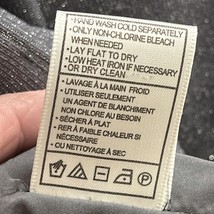 • HAND WASH COLD SEPARATELY
• ONLY NON-CHLORINE BLEACH
WHEN NEEDED
• LAY FLAT TO DRY
• LOW HEAT IRON IF NECESSARY
• OR DRY CLEAN
• LAVAGE À LA MAIN FROID
• UTILISER SEULEMENT
UN AGENT DE BLANCHIMENT
NON CHLORÉ AU BESOIN
• SÉCHER À PLAT
• RER À FAIBLE CHALEUR SI
NÉCESSAIRE
• OU NETTOYAGE À SEC